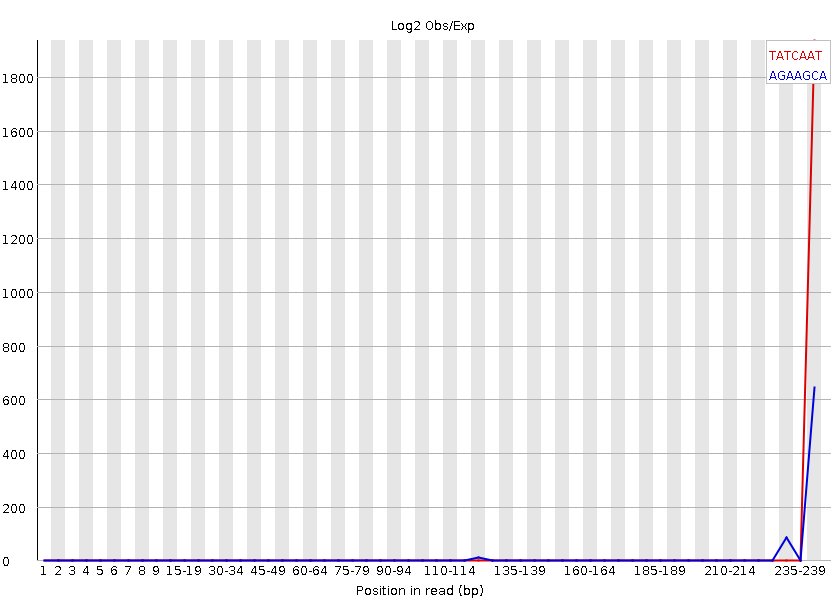 Log2 Obs/Exp
TATCAAT
AGAAGCA
1800
1600
1400
1200
1000
800
600
400
200
0
1 2 3 4 5 6 7 8 9 15-19 30-34 45-49 60-64 75-79 90-94 110-114 135-139 160-164 185-189 210-214 235-239
Position in read (bp)